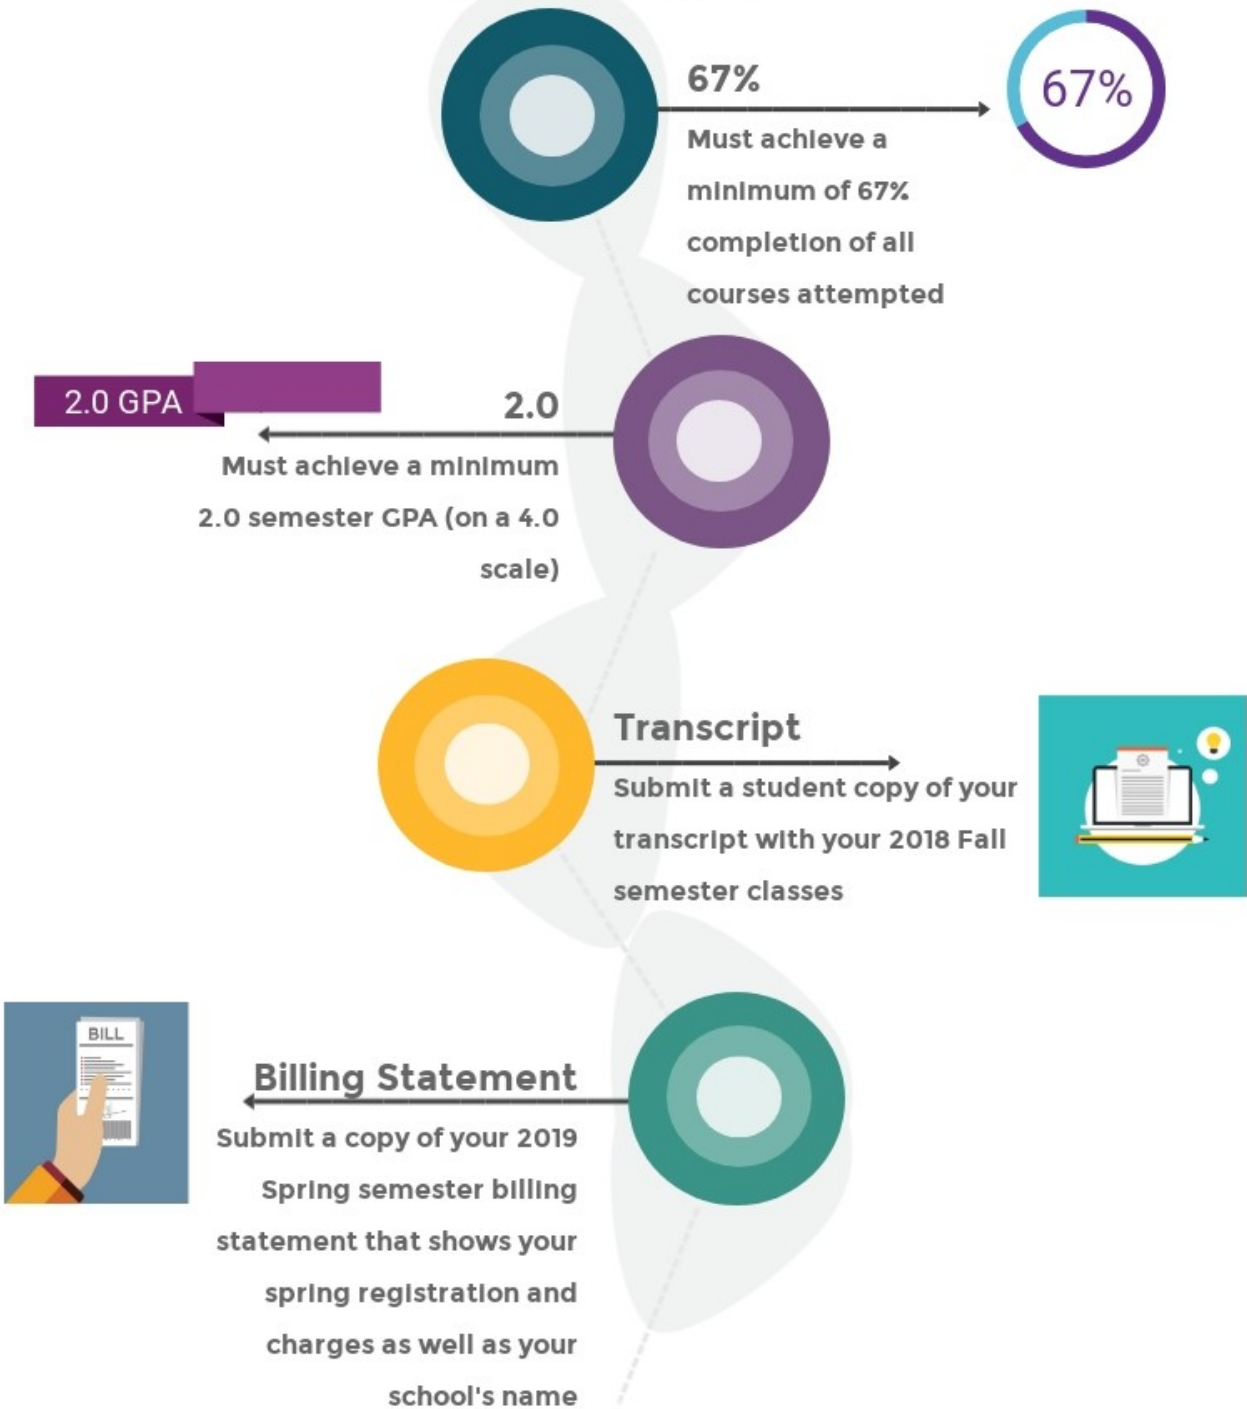 67%
67%
Must achieve a
minimum of 67%
completion of all
courses attempted
2.0 GPA
2.0
Must achieve a minimum
2.0 semester GPA (on a 4.0
scale)
Transcript
Submit a student copy of your
transcript with your 2018 Fall
semester classes
BILL
Billing Statement
Submit a copy of your 2019
Spring semester billing
statement that shows your
spring registration and
charges as well as your
school's name